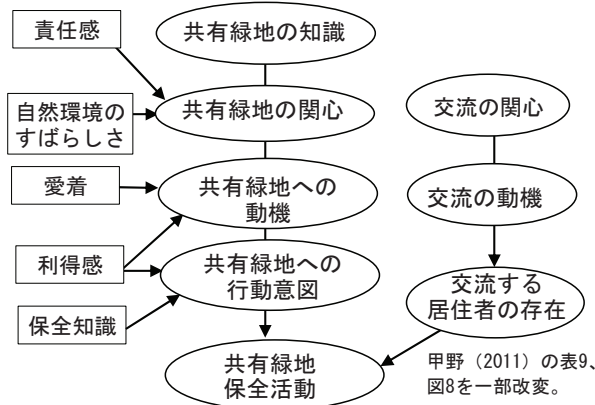 責任感
共有緑地の知識
自然環境の
すばらしさ
共有緑地の関心
交流の関心
愛着
共有緑地への
動機
交流の動機
利得感
共有緑地への
行動意図
交流する
居住者の存在
保全知識
共有緑地
保全活動
甲野（2011）の表9、
図8を一部改変。